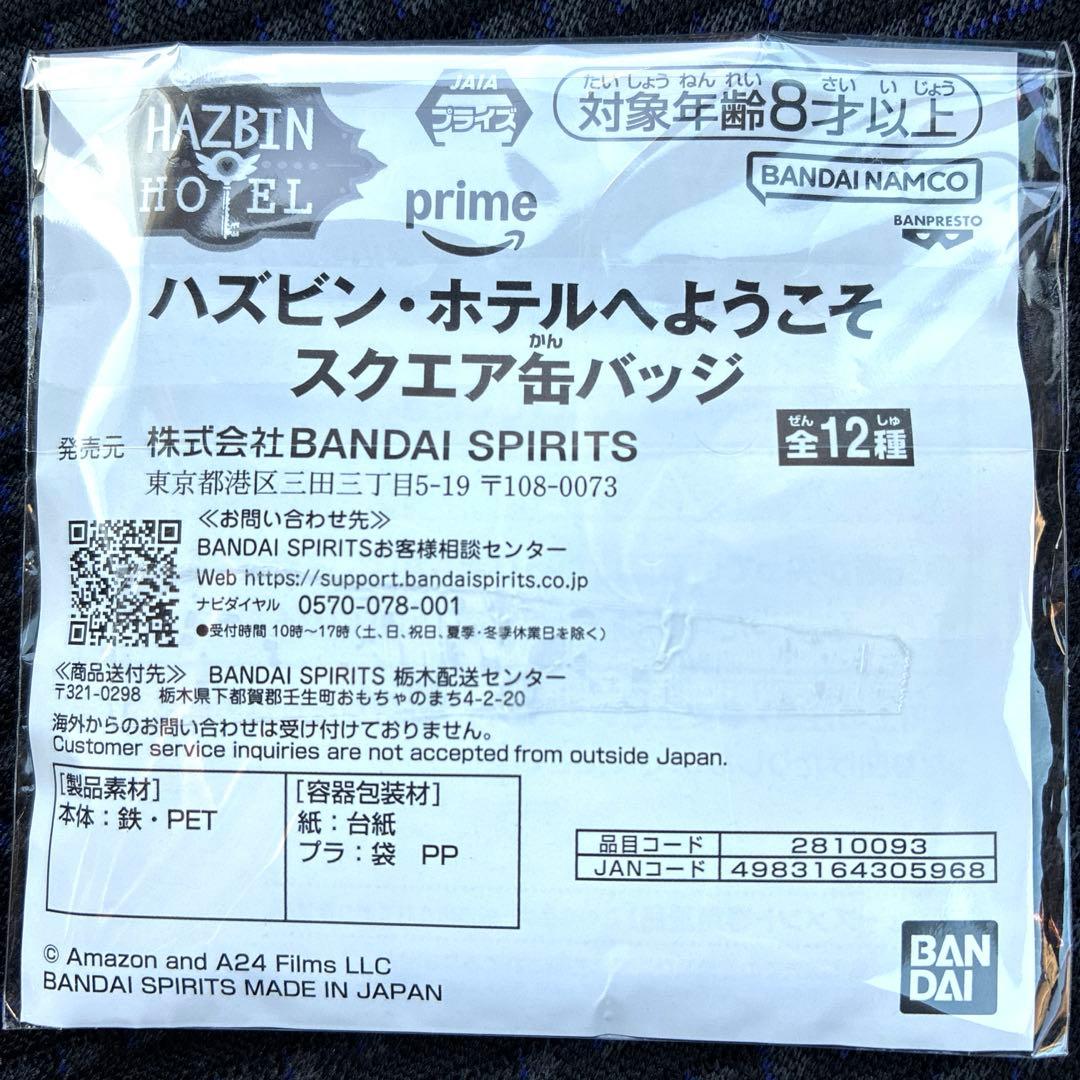 HAZBIN
HOTEL
JAIA
プライズ
たいしょうねんれい さいいじょう
対象年齢8才以上
prime
BANDAI NAMCO
BANPRESTO
ハズビン・ホテルへようこそ
かん
スクエア缶バッジ
ぜん しゅ
全12種
発売元 株式会社BANDAI SPIRITS
東京都港区三田三丁目5-19 〒108-0073
≪お問い合わせ先≫
BANDAI SPIRITSお客様相談センター
Web https://support.bandaispirits.co.jp
ナビダイヤル 0570-078-001
●受付時間 10時〜17時（土、日、祝日、夏季・冬季休業日を除く）
≪商品送付先≫ BANDAI SPIRITS 栃木配送センター
〒321-0298 栃木県下都賀郡壬生町おもちゃのまち4-2-20
海外からのお問い合わせは受け付けておりません。
Customer service inquiries are not accepted from outside Japan.
[製品素材]
本体：鉄・PET
[容器包装材]
紙：台紙
プラ：袋 PP
品目コード 2810093
JANコード 4983164305968
© Amazon and A24 Films LLC
BANDAI SPIRITS MADE IN JAPAN
BAN
DAI